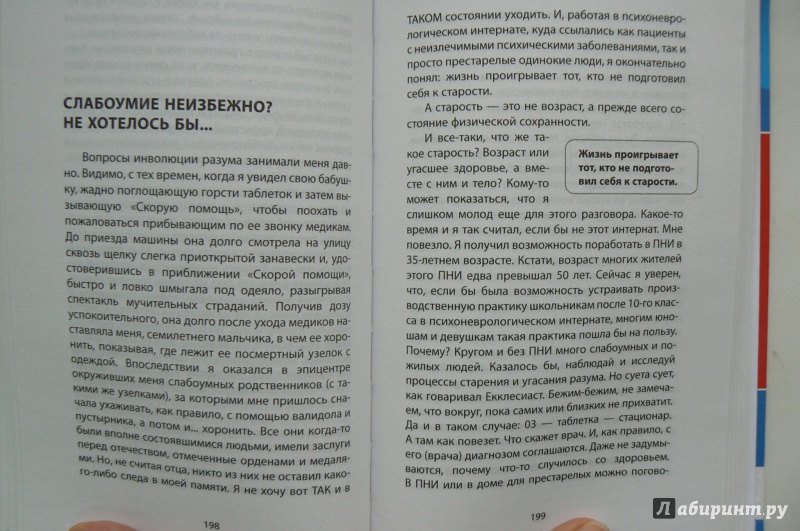 СЛАБОУМИЕ НЕИЗБЕЖНО?
НЕ ХОТЕЛОСЬ БЫ...
Вопросы инволюции разума занимали меня дав-
но. Видимо, с тех времен, когда я увидел свою бабуш-
ку, жадно поглощающую горсти таблеток и затем вы-
зывающую «Скорую помощь», чтобы поохать и
пожаловаться прибывающим по ее звонку медикам.
До приезда машины она долго смотрела на улицу
сквозь щелку слегка приоткрытой занавески и, удо-
стоверившись в приближении «Скорой помощи»,
быстро и ловко шмыгала под одеяло, разыгрывая
спектакль мучительных страданий. Получив дозу
успокоительного, она долго после ухода медиков на-
ставляла меня, семилетнего мальчика, в чем ее хоро-
нить, показывая, где лежит ее посмертный узелок с
одеждой. Впоследствии я оказался в эпицентре
окруживших меня слабоумных родственников (с та-
кими же узелками), за которыми мне пришлось сна-
чала ухаживать, как правило, с помощью валидола и
пустырника, а потом и... хоронить. Все они когда-то
были вполне состоявшимися людьми, имели заслуги
перед отечеством, отмеченные орденами и медаля-
ми. Но, не считая отца, никто из них не оставил како-
го-либо следа в моей памяти. Я не хочу вот ТАК и в
198
ТАКОМ состоянии уходить. И, работая в психоневро-
логическом интернате, куда ссылались как пациенты
с неизлечимыми психическими заболеваниями, так и
просто престарелые одинокие люди, я окончательно
понял: жизнь проигрывает тот, кто не подготовил
себя к старости.
А старость — это не возраст, а прежде всего со-
стояние физической сохранности.
И все-таки, что же та-
кое старость? Возраст или
угасшее здоровье, а вме-
сте с ним и тело? Кому-то
может показаться, что я
слишком молод еще для этого разговора. Какое-то
время и я так считал, если бы не этот интернат. Мне
повезло. Я получил возможность поработать в ПНИ в
35-летнем возрасте. Кстати, возраст многих жителей
этого ПНИ едва превышал 50 лет. Сейчас я уверен,
что, если бы была возможность устраивать произ-
водственную практику школьникам после 10-го клас-
са в психоневрологическом интернате, многим юно-
шам и девушкам такая практика пошла бы на пользу.
Почему? Кругом и без ПНИ много слабоумных и по-
жилых людей. Казалось бы, наблюдай и исследуй
процессы старения и угасания разума. Но суета сует,
как говаривал Екклесиаст. Бежим-бежим, не замеча-
ем, что вокруг, пока самих или близких не прихватит.
Да и в таком случае: 03 — таблетка — стационар.
А там как повезет. Что скажет врач. И, как правило, с
его (врача) диагнозом соглашаются. Даже не задумы-
ваются, почему что-то случилось со здоровьем.
В ПНИ или в доме для престарелых можно погово-
Жизнь проигрывает
тот, кто не подгото-
вил себя к старости.
199
Лабиринт.ру